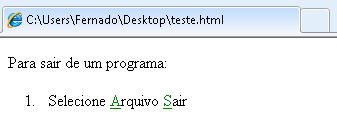 C:\Users\Fernado\Desktop\teste.html
Para sair de um programa:
1. Selecione Arquivo Sair